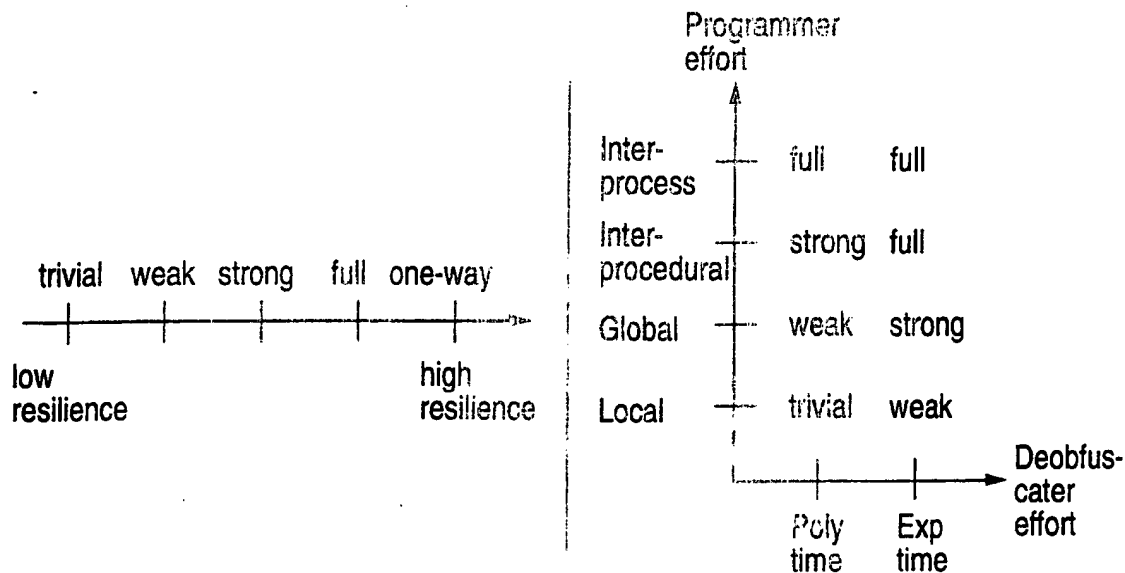 trivial weak strong full one-way
low
resilience
high
resilience
Programmer
effort
Inter-
process
full full
Inter-
procedural
strong full
Global
weak strong
Local
trivial weak
Deobfus-
cater
effort
Poly
time
Exp
time